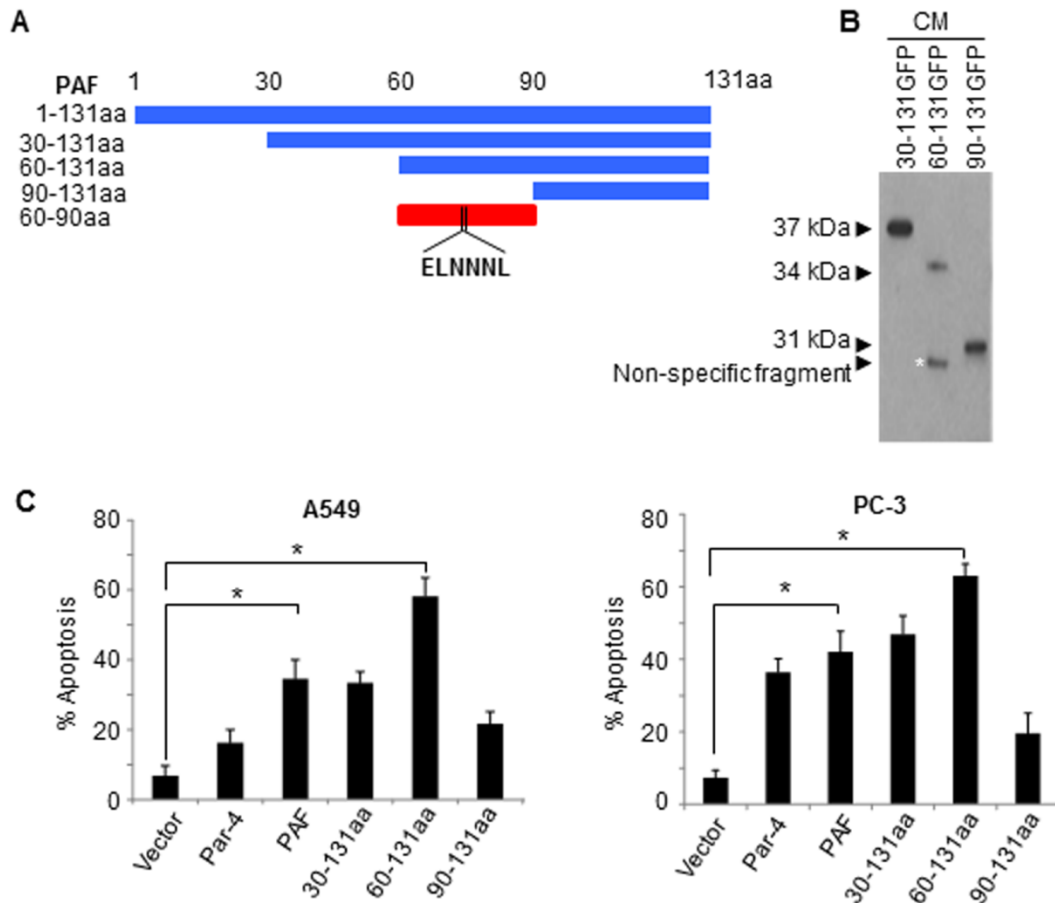 A
PAF 1 30 60 90 131aa
1-131aa
30-131aa
60-131aa
90-131aa
60-90aa
ELNNNL
B
CM
30-131GFP
60-131GFP
90-131GFP
37 kDa
34 kDa
31 kDa
Non-specific fragment
*
C
A549
% Apoptosis
80
60
40
20
0
*
*
Vector
Par-4
PAF
30-131aa
60-131aa
90-131aa
PC-3
% Apoptosis
80
60
40
20
0
*
*
Vector
Par-4
PAF
30-131aa
60-131aa
90-131aa